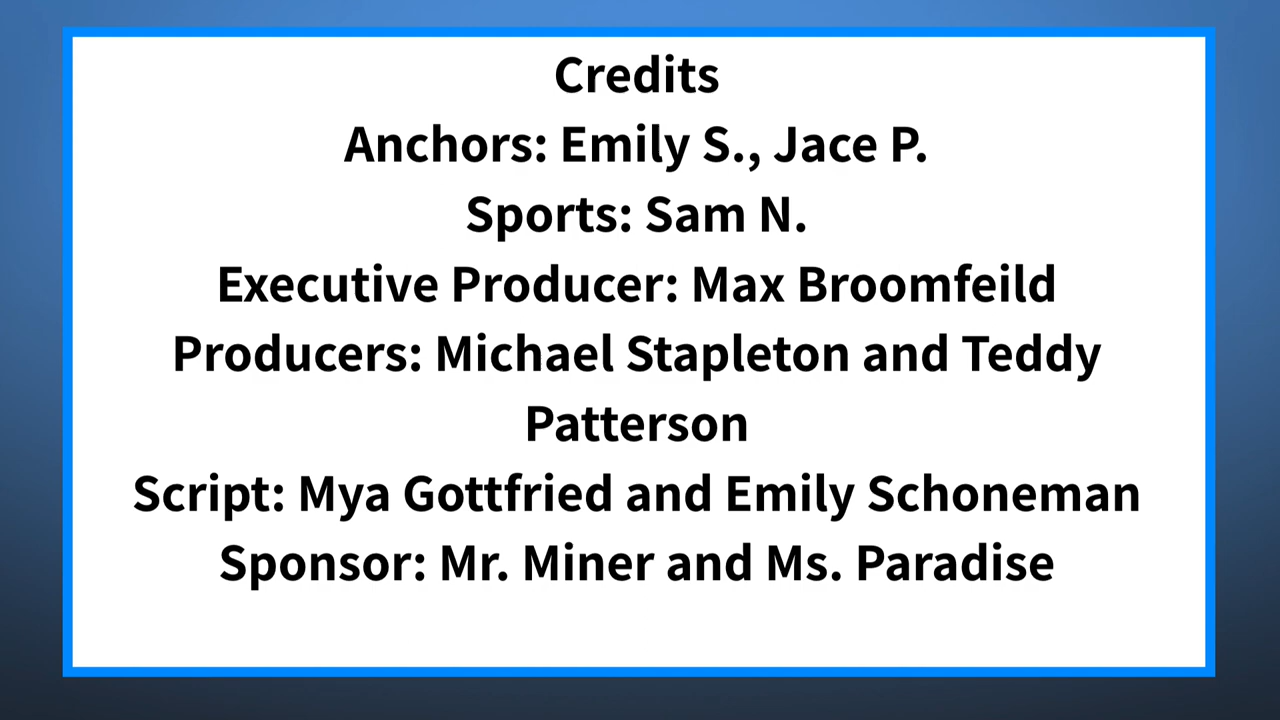 Credits
Anchors: Emily S., Jace P.
Sports: Sam N.
Executive Producer: Max Broomfeild
Producers: Michael Stapleton and Teddy
Patterson
Script: Mya Gottfried and Emily Schoneman
Sponsor: Mr. Miner and Ms. Paradise